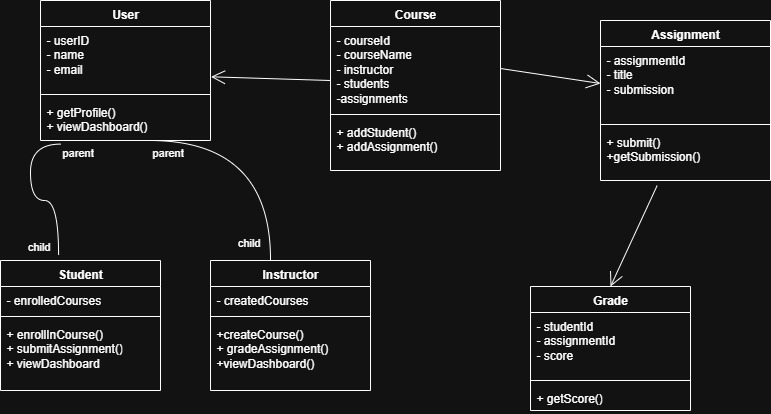 User
- userID
- name
- email
+ getProfile()
+ viewDashboard()
Course
- courseId
- courseName
- instructor
- students
-assignments
+ addStudent()
+ addAssignment()
Assignment
- assignmentId
- title
- submission
+ submit()
+getSubmission()
parent
parent
child
child
Student
- enrolledCourses
+ enrollInCourse()
+ submitAssignment()
+ viewDashboard
Instructor
- createdCourses
+createCourse()
+ gradeAssignment()
+viewDashboard()
Grade
- studentId
- assignmentId
- score
+ getScore()